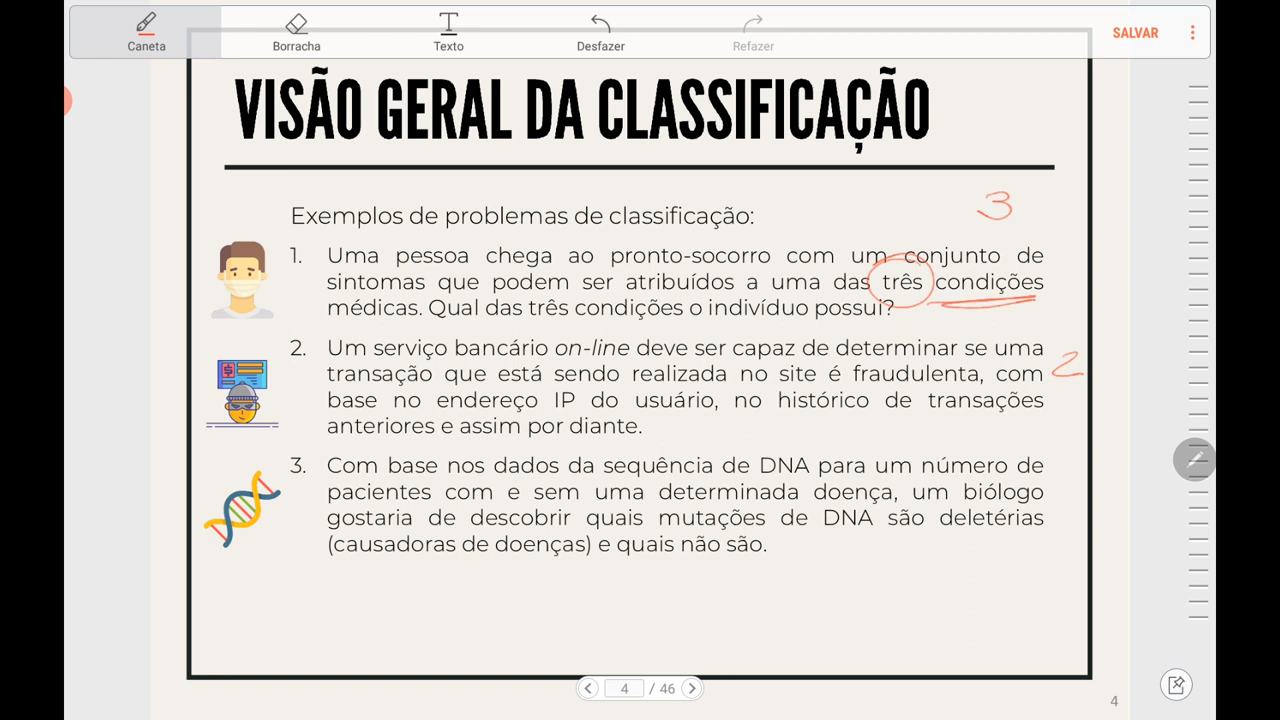 Caneta
Borracha
Texto
Desfazer
Refazer
SALVAR
VISÃO GERAL DA CLASSIFICAÇÃO
3
Exemplos de problemas de classificação:
1. Uma pessoa chega ao pronto-socorro com um conjunto de
sintomas que podem ser atribuídos a uma das três condições
médicas. Qual das três condições o indivíduo possui?
2. Um serviço bancário on-line deve ser capaz de determinar se uma
transação que está sendo realizada no site é fraudulenta, com 2
base no endereço IP do usuário, no histórico de transações
anteriores e assim por diante.
3. Com base nos dados da sequência de DNA para um número de
pacientes com e sem uma determinada doença, um biólogo
gostaria de descobrir quais mutações de DNA são deletérias
(causadoras de doenças) e quais não são.
4 / 46
4